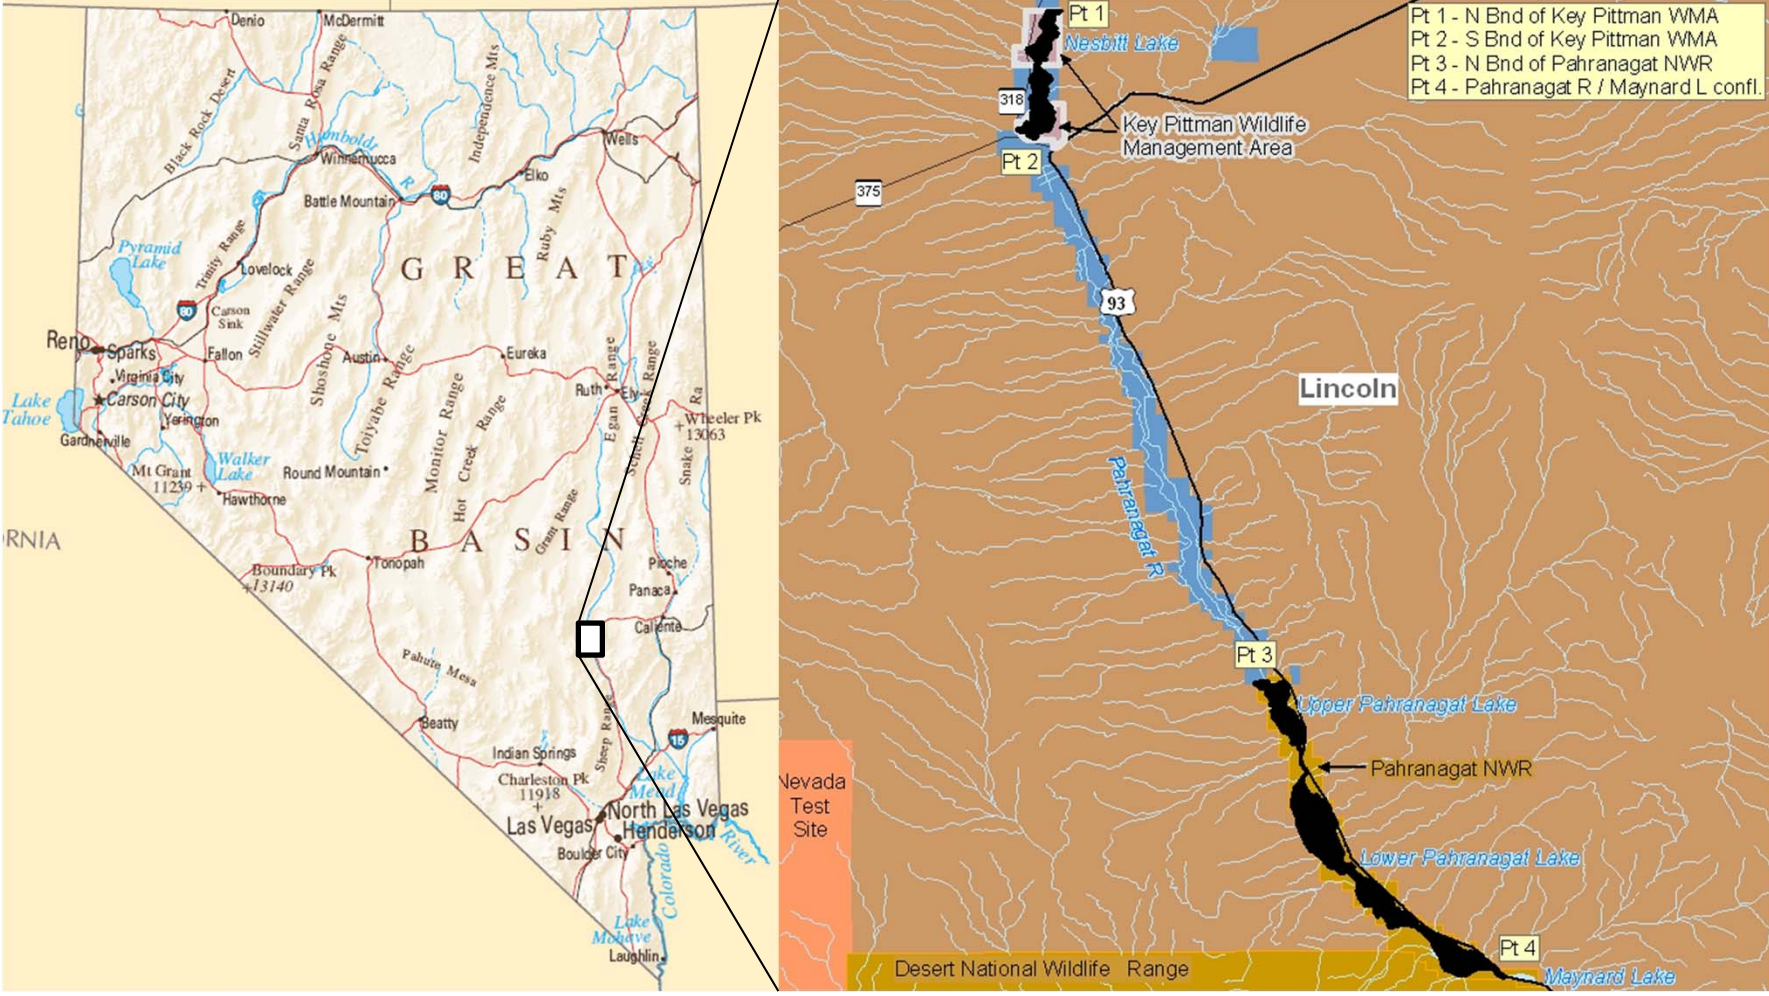 Denio
McDermitt
Black Rock Desert
Santa Rosa Range
Independence Mts
Humboldt
R
Winnemucca
Wells
Elko
80
Battle Mountain
Ruby Mts
Pyramid
Lake
Trinity Range
Lovelock
GREAT
80
Carson
Sink
Stillwater Range
Shoshone Mts
Reno
Sparks
Fallon
Austin
Eureka
Virginia City
Toiyabe Range
Monitor Range
Hot Creek Range
Ruth
Ely
Egan Range
Schell Creek Range
Snake Ra
Lake
Tahoe
Carson City
Yerington
Wheeler Pk
13063
Gardnerville
Walker
Lake
Mt Grant
11239
Round Mountain
Hawthorne
Grant Range
RNIA
BASIN
Tonopah
Boundary Pk
13140
Pioche
Panaca
Caliente
Pahute Mesa
Beatty
Sheep Range
Mesquite
15
Indian Springs
Charleston Pk
11918
Lake
Mead
North Las Vegas
Las Vegas
Henderson
Boulder City
Colorado
River
Lake
Mohave
Laughlin
Pt 1
Pt 1 - N Bnd of Key Pittman WMA
Pt 2 - S Bnd of Key Pittman WMA
Pt 3 - N Bnd of Pahranagat NWR
Pt 4 - Pahranagat R / Maynard L confl.
Nesbitt Lake
318
Key Pittman Wildlife
Management Area
Pt 2
375
93
Lincoln
Pahranagat R
Pt 3
Upper Pahranagat Lake
Pahranagat NWR
Nevada
Test
Site
Lower Pahranagat Lake
Pt 4
Desert National Wildlife Range
Maynard Lake